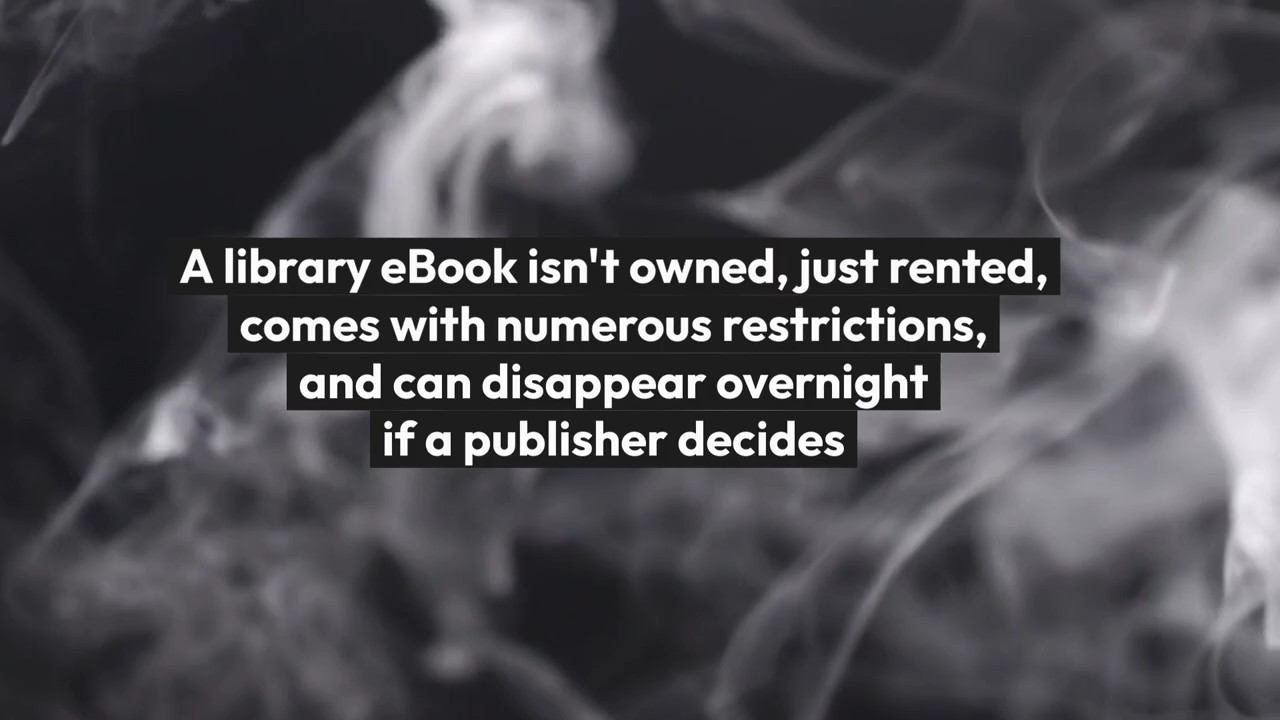 A library eBook isn't owned, just rented,
comes with numerous restrictions,
and can disappear overnight
if a publisher decides